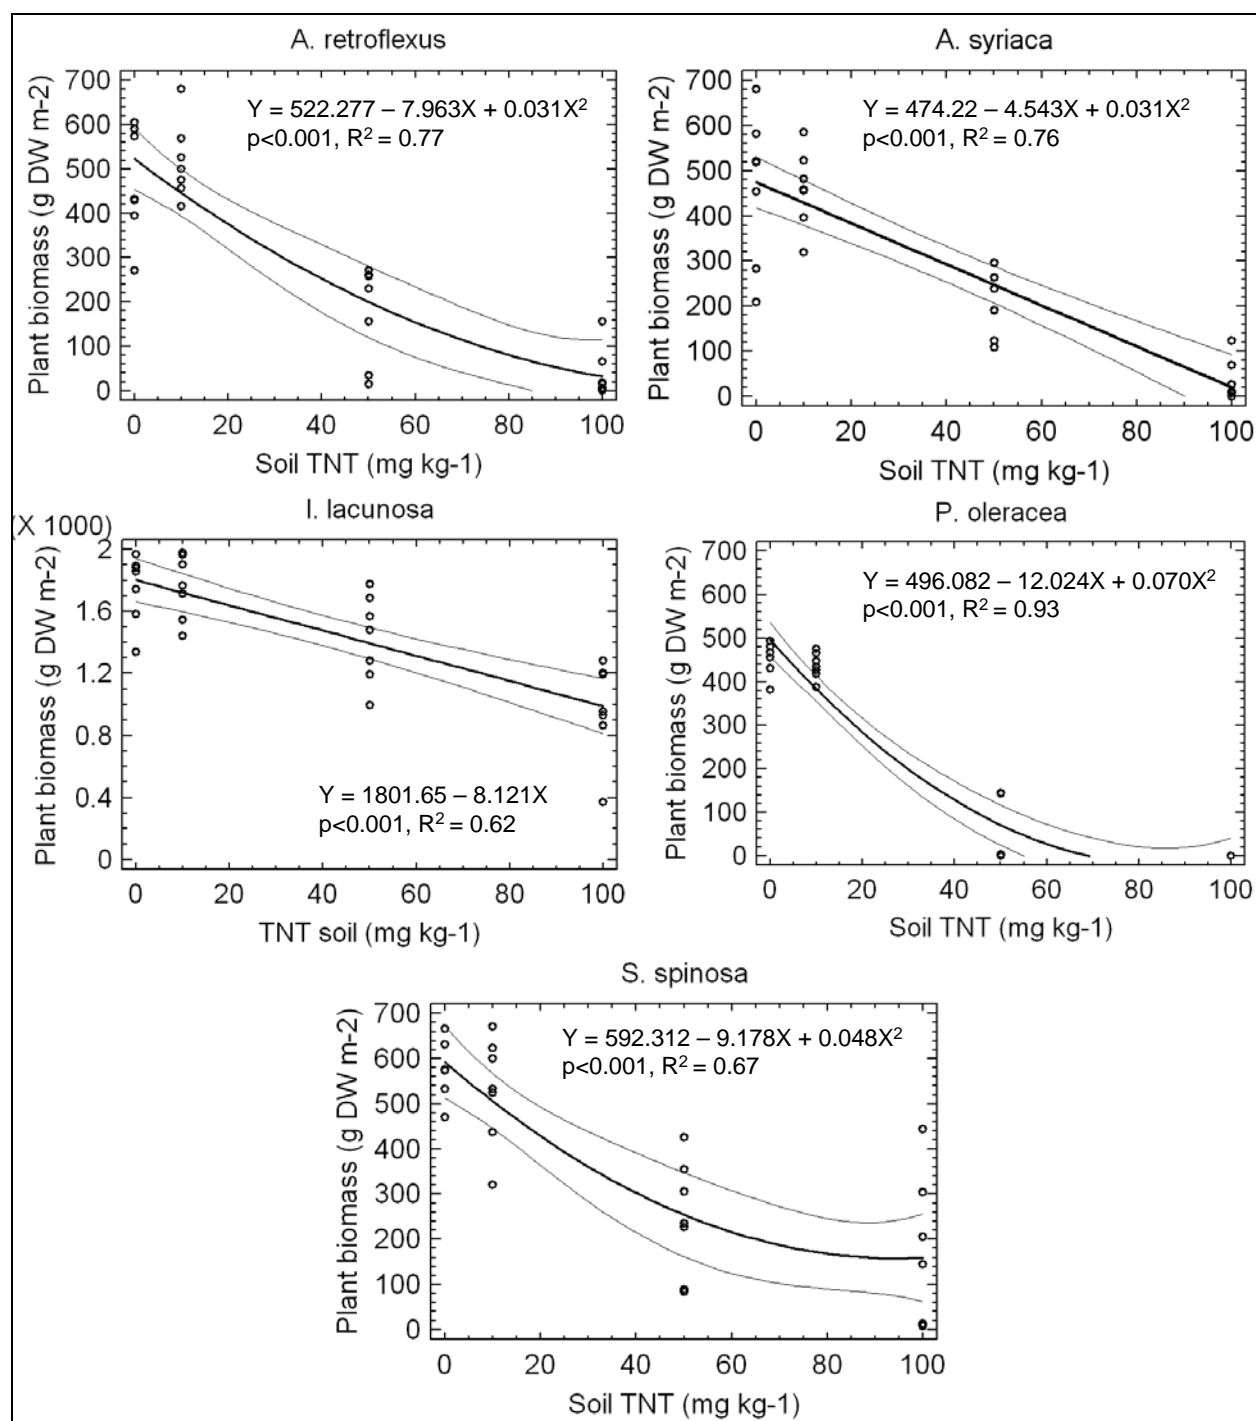 A. retroflexus
Y = 522.277 – 7.963X + 0.031X²
p<0.001, R² = 0.77
Plant biomass (g DW m-2)
700
600
500
400
300
200
100
0
0 20 40 60 80 100
Soil TNT (mg kg-1)
A. syriaca
Y = 474.22 – 4.543X + 0.031X²
p<0.001, R² = 0.76
Plant biomass (g DW m-2)
700
600
500
400
300
200
100
0
0 20 40 60 80 100
Soil TNT (mg kg-1)
I. lacunosa
(X 1000)
Plant biomass (g DW m-2)
2
1.6
1.2
0.8
0.4
0
Y = 1801.65 – 8.121X
p<0.001, R² = 0.62
0 20 40 60 80 100
TNT soil (mg kg-1)
P. oleracea
Y = 496.082 – 12.024X + 0.070X²
p<0.001, R² = 0.93
Plant biomass (g DW m-2)
700
600
500
400
300
200
100
0
0 20 40 60 80 100
Soil TNT (mg kg-1)
S. spinosa
Y = 592.312 – 9.178X + 0.048X²
p<0.001, R² = 0.67
Plant biomass (g DW m-2)
700
600
500
400
300
200
100
0
0 20 40 60 80 100
Soil TNT (mg kg-1)